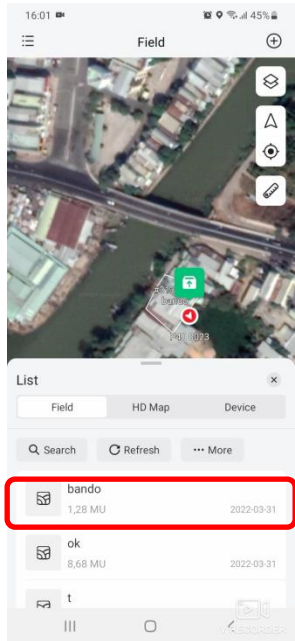 16:01
45%
Field
bando
List
Field HD Map Device
Search Refresh ••• More
bando
1,28 MU 2022-03-31
ok
8,68 MU 2022-03-31
t